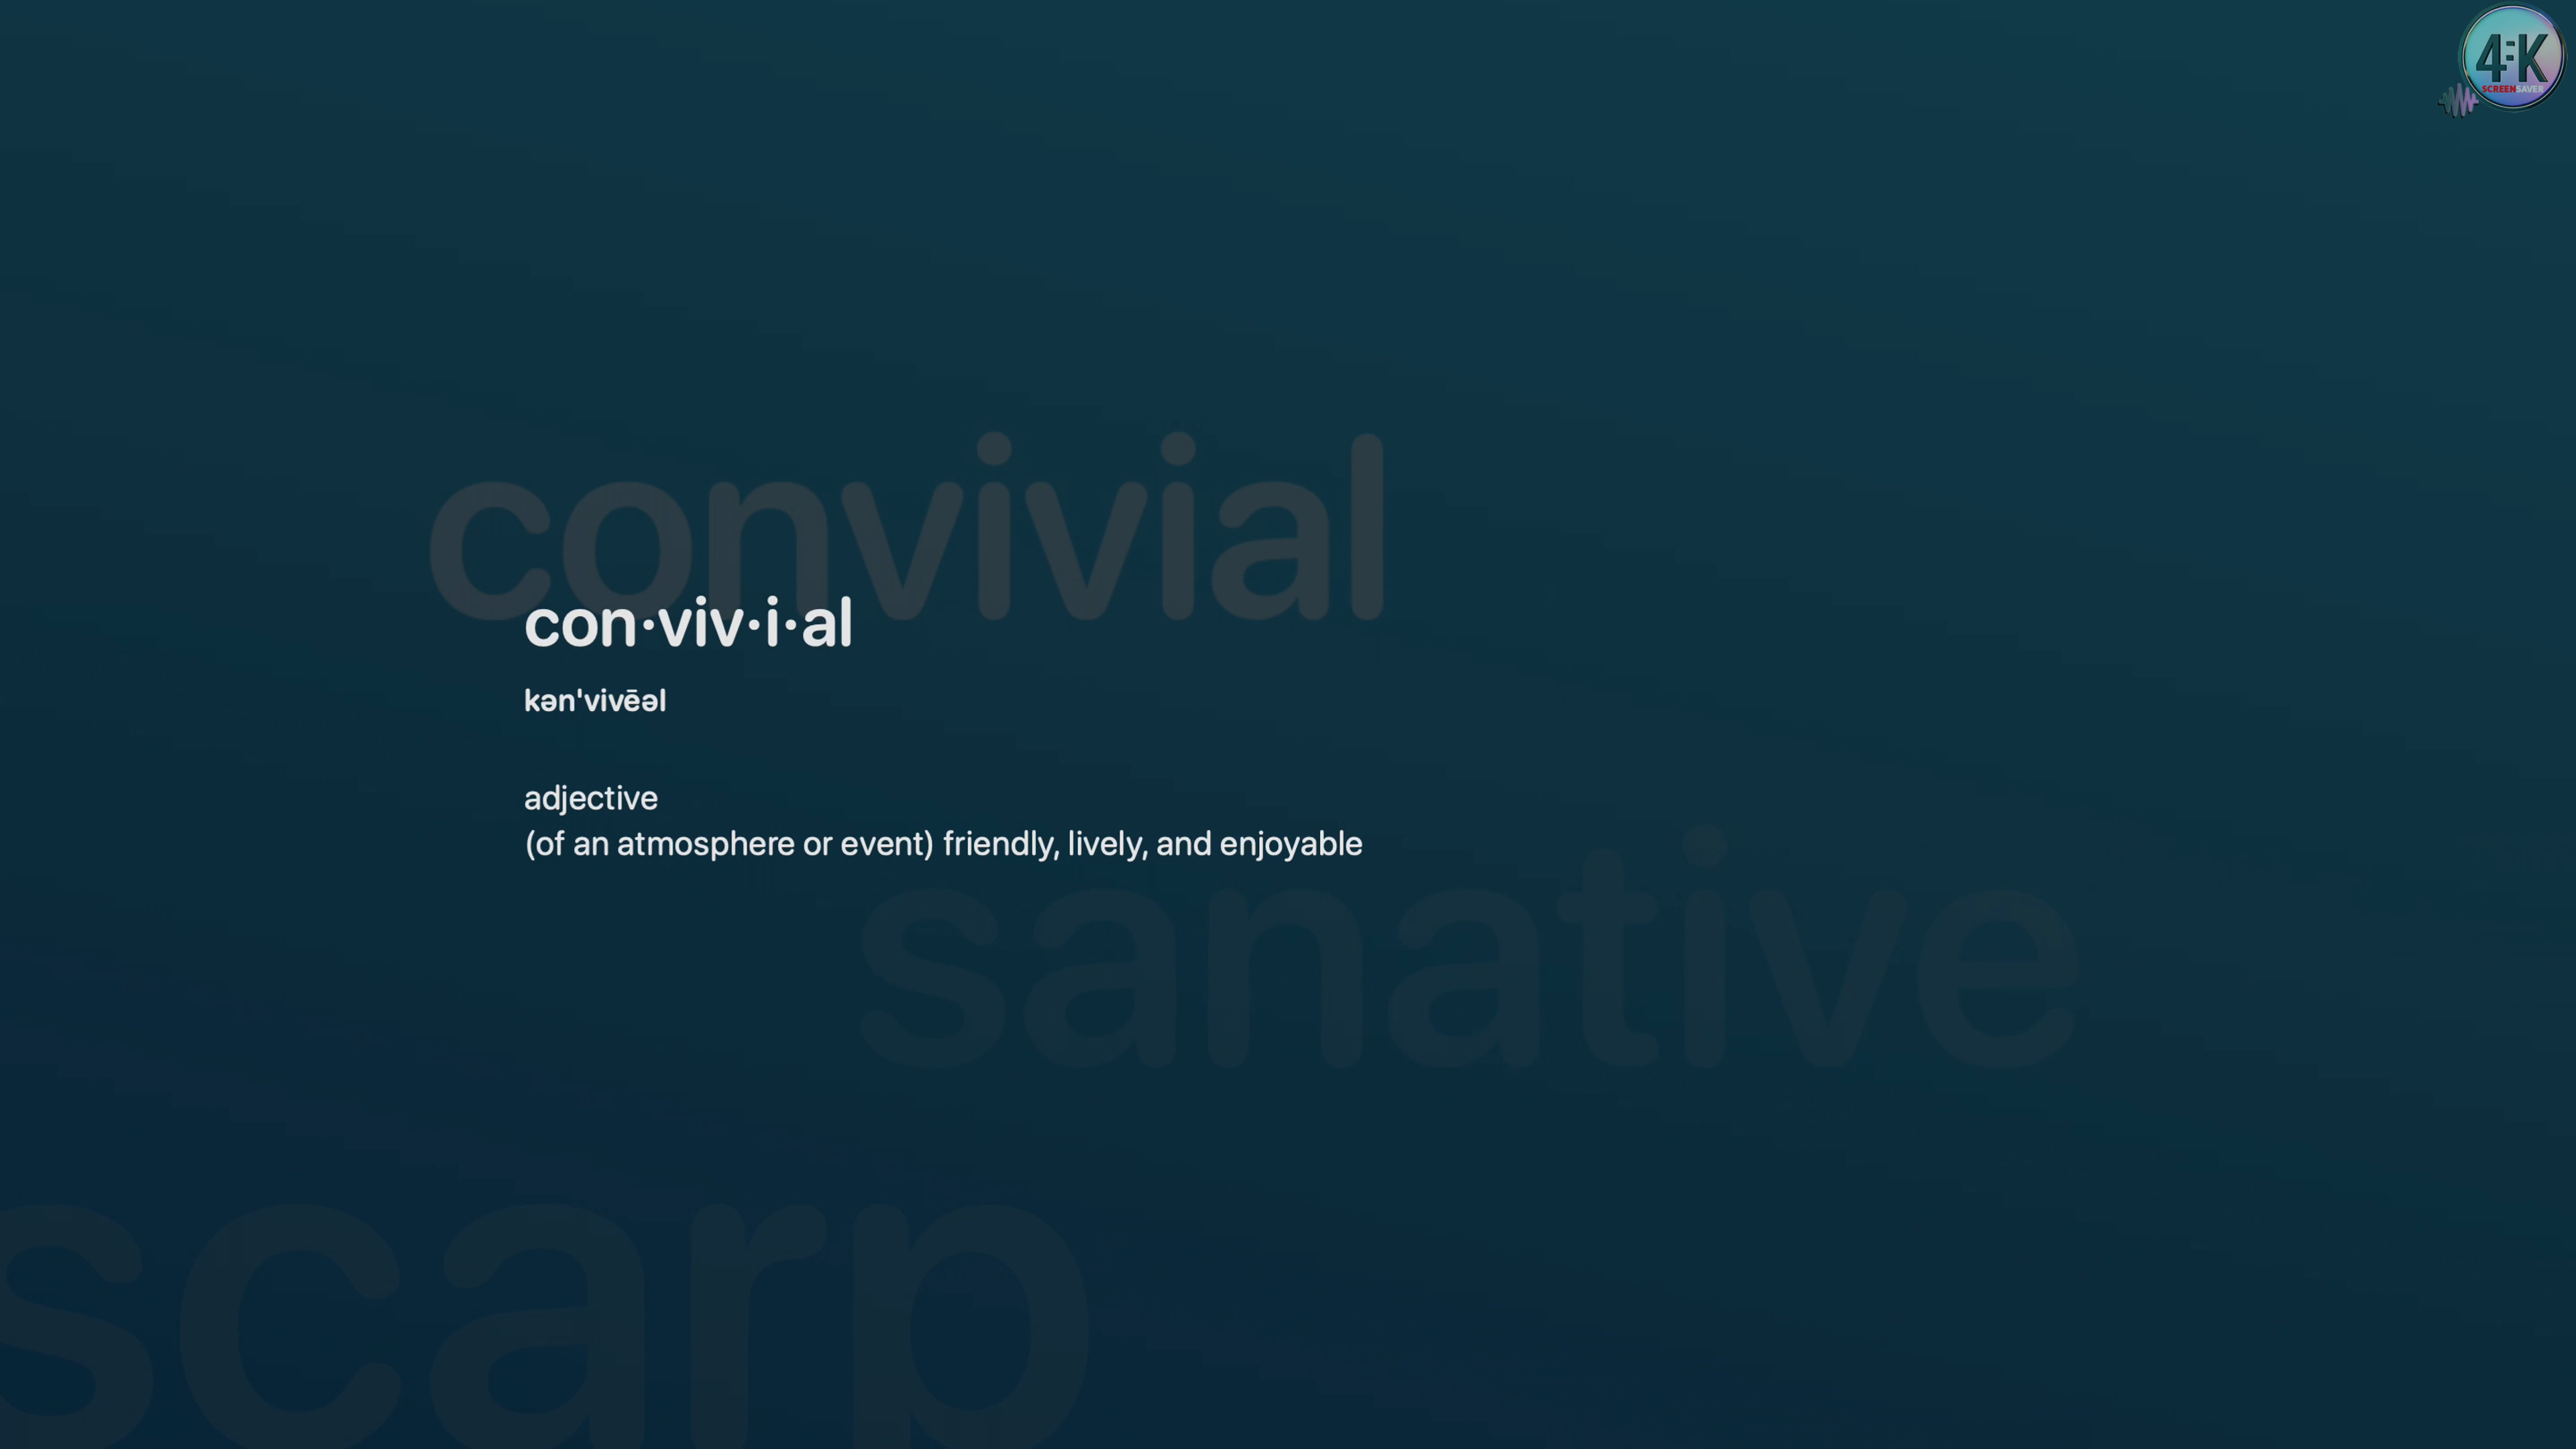 4:K
SCREENSAVER
convivial
con·viv·i·al
kən'vivēəl
adjective
(of an atmosphere or event) friendly, lively, and enjoyable
sanative
scarp